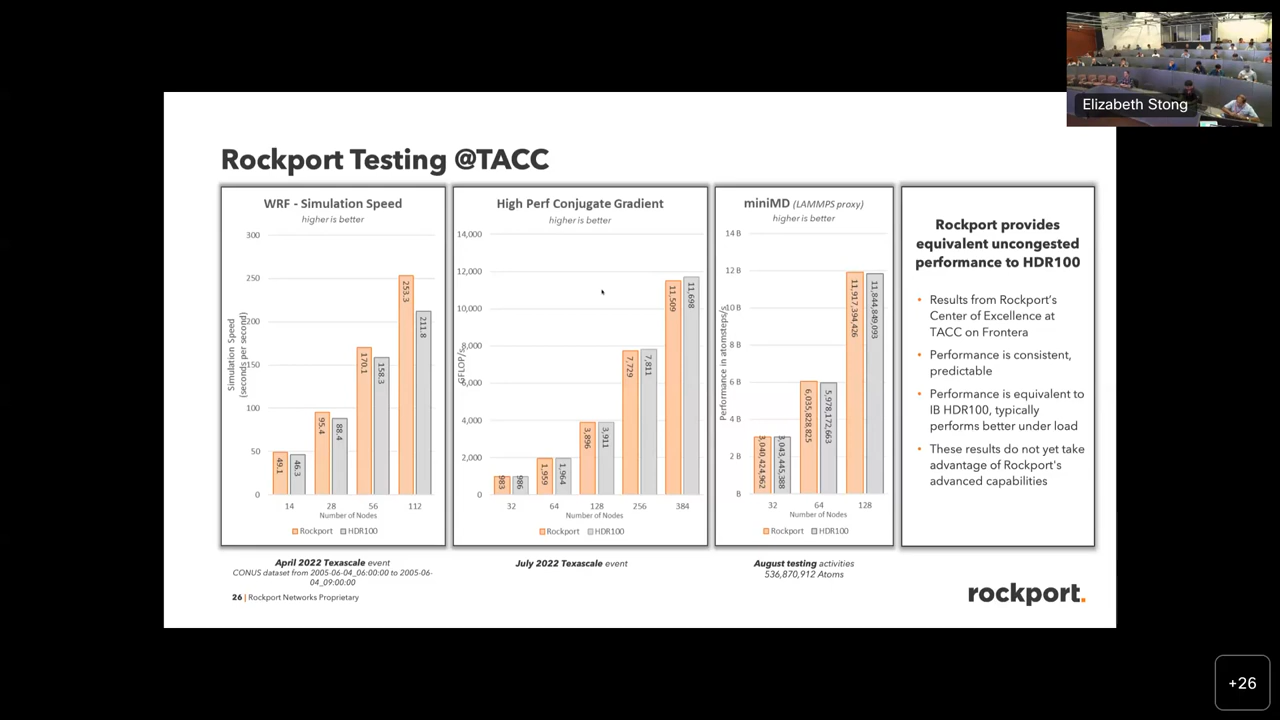 Elizabeth Stong
Rockport Testing @TACC
WRF - Simulation Speed
higher is better
300
250
200
150
100
50
0
Simulation Speed
(seconds per second)
49.1
46.3
95.4
88.4
170.1
158.3
253.3
211.8
14 28 56 112
Number of Nodes
Rockport HDR100
High Perf Conjugate Gradient
higher is better
14,000
12,000
10,000
8,000
6,000
4,000
2,000
0
GFLOP/s
983
986
1,959
1,964
3,896
3,911
7,729
7,811
11,509
11,698
32 64 128 256 384
Number of Nodes
Rockport HDR100
miniMD (LAMMPS proxy)
higher is better
14 B
12 B
10 B
8 B
6 B
4 B
2 B
B
Performance in atomsteps/s
3,040,424,962
3,043,445,388
6,035,828,825
5,978,172,663
11,917,394,426
11,844,849,093
32 64 128
Number of Nodes
Rockport HDR100
Rockport provides
equivalent uncongested
performance to HDR100
• Results from Rockport's
Center of Excellence at
TACC on Frontera
• Performance is consistent,
predictable
• Performance is equivalent to
IB HDR100, typically
performs better under load
• These results do not yet take
advantage of Rockport's
advanced capabilities
April 2022 Texascale event
CONUS dataset from 2005-06-04_06:00:00 to 2005-06-
04_09:00:00
July 2022 Texascale event
August testing activities
536,870,912 Atoms
26 | Rockport Networks Proprietary
rockport.
+26